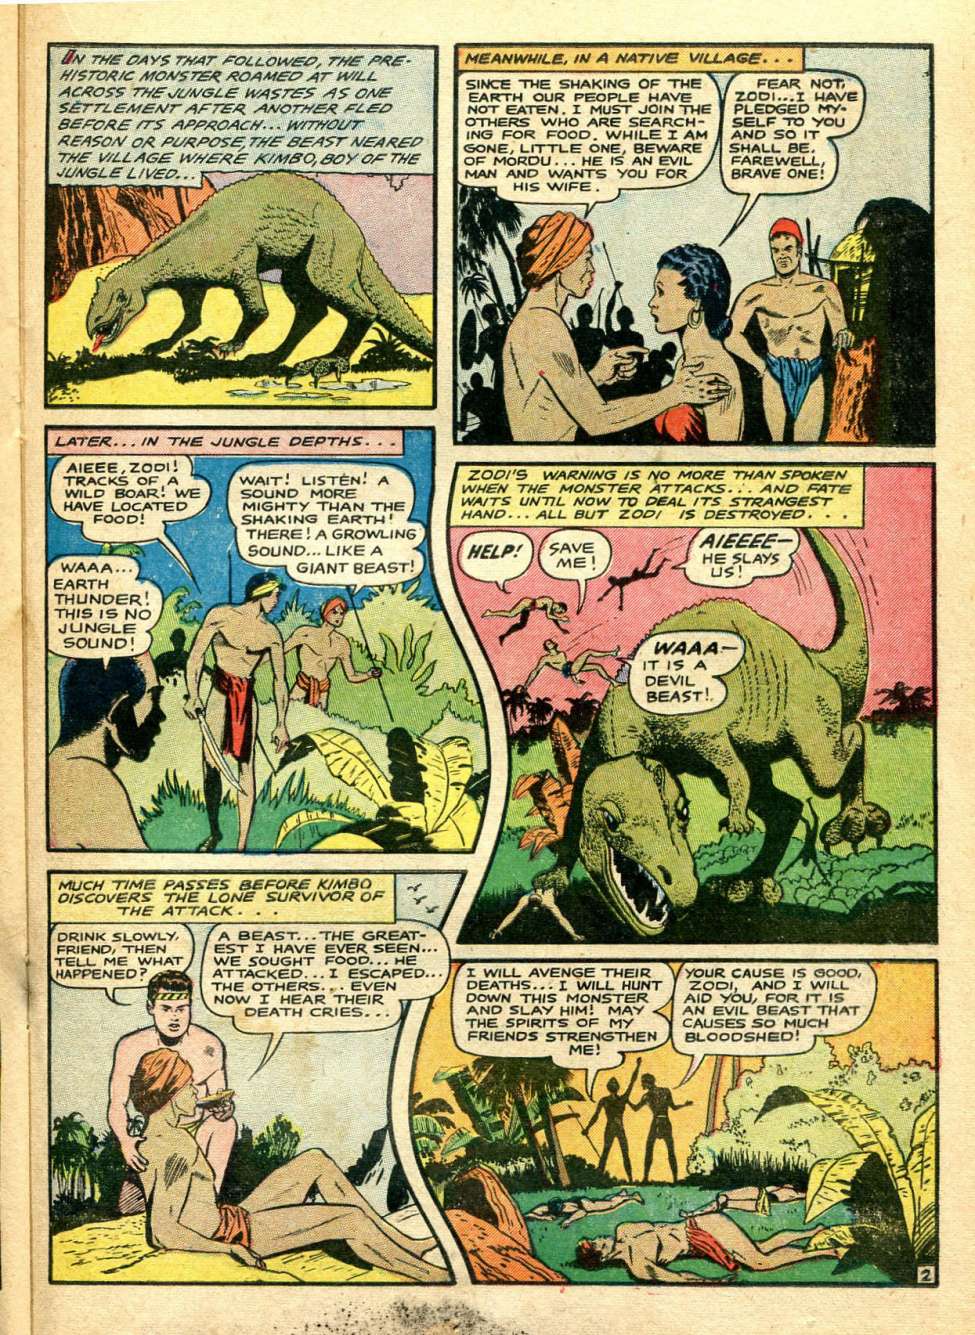 IN THE DAYS THAT FOLLOWED, THE PRE-
HISTORIC MONSTER ROAMED AT WILL
ACROSS THE JUNGLE WASTES AS ONE
SETTLEMENT AFTER ANOTHER FLED
BEFORE ITS APPROACH... WITHOUT
REASON OR PURPOSE, THE BEAST NEARED
THE VILLAGE WHERE KIMBO, BOY OF THE
JUNGLE LIVED...
MEANWHILE, IN A NATIVE VILLAGE...
SINCE THE SHAKING OF THE
EARTH OUR PEOPLE HAVE
NOT EATEN. I MUST JOIN THE
OTHERS WHO ARE SEARCH-
ING FOR FOOD. WHILE I AM
GONE, LITTLE ONE, BEWARE
OF MORDU... HE IS AN EVIL
MAN AND WANTS YOU FOR
HIS WIFE.
FEAR NOT,
ZODI...I HAVE
PLEDGED MY-
SELF TO YOU
AND SO IT
SHALL BE,
FAREWELL,
BRAVE ONE!
LATER... IN THE JUNGLE DEPTHS...
AIEEE, ZODI!
TRACKS OF A
WILD BOAR! WE
HAVE LOCATED
FOOD!
WAIT! LISTEN! A
SOUND MORE
MIGHTY THAN THE
SHAKING EARTH!
THERE! A GROWLING
SOUND... LIKE A
GIANT BEAST!
WAAA...
EARTH
THUNDER!
THIS IS NO
JUNGLE
SOUND!
ZODI'S WARNING IS NO MORE THAN SPOKEN
WHEN THE MONSTER ATTACKS... AND FATE
WAITS UNTIL NOW TO DEAL ITS STRANGEST
HAND... ALL BUT ZODI IS DESTROYED...
HELP!
SAVE
ME!
AIEEEE—
HE SLAYS
US!
WAAA—
IT IS A
DEVIL
BEAST!
MUCH TIME PASSES BEFORE KIMBO
DISCOVERS THE LONE SURVIVOR OF
THE ATTACK...
DRINK SLOWLY,
FRIEND, THEN
TELL ME WHAT
HAPPENED?
A BEAST... THE GREAT-
EST I HAVE EVER SEEN...
WE SOUGHT FOOD... HE
ATTACKED... I ESCAPED...
THE OTHERS... EVEN
NOW I HEAR THEIR
DEATH CRIES...
I WILL AVENGE THEIR
DEATHS... I WILL HUNT
DOWN THIS MONSTER
AND SLAY HIM! MAY
THE SPIRITS OF MY
FRIENDS STRENGTHEN
ME!
YOUR CAUSE IS GOOD,
ZODI, AND I WILL
AID YOU, FOR IT IS
AN EVIL BEAST THAT
CAUSES SO MUCH
BLOODSHED!
2